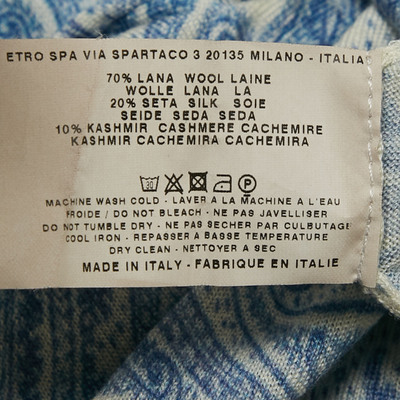 ETRO SPA VIA SPARTACO 3 20135 MILANO - ITALIA
70% LANA WOOL LAINE
WOLLE LANA LA
20% SETA SILK SOIE
SEIDE SEDA SEDA
10% KASHMIR CASHMERE CACHEMIRE
KASHMIR CACHEMIRA CACHEMIRA
30 P
MACHINE WASH COLD - LAVER A LA MACHINE A L'EAU
FROIDE / DO NOT BLEACH - NE PAS JAVELLISER
DO NOT TUMBLE DRY - NE PAS SECHER PAR CULBUTAGE
COOL IRON - REPASSER A BASSE TEMPERATURE
DRY CLEAN - NETTOYER A SEC
MADE IN ITALY - FABRIQUE EN ITALIE